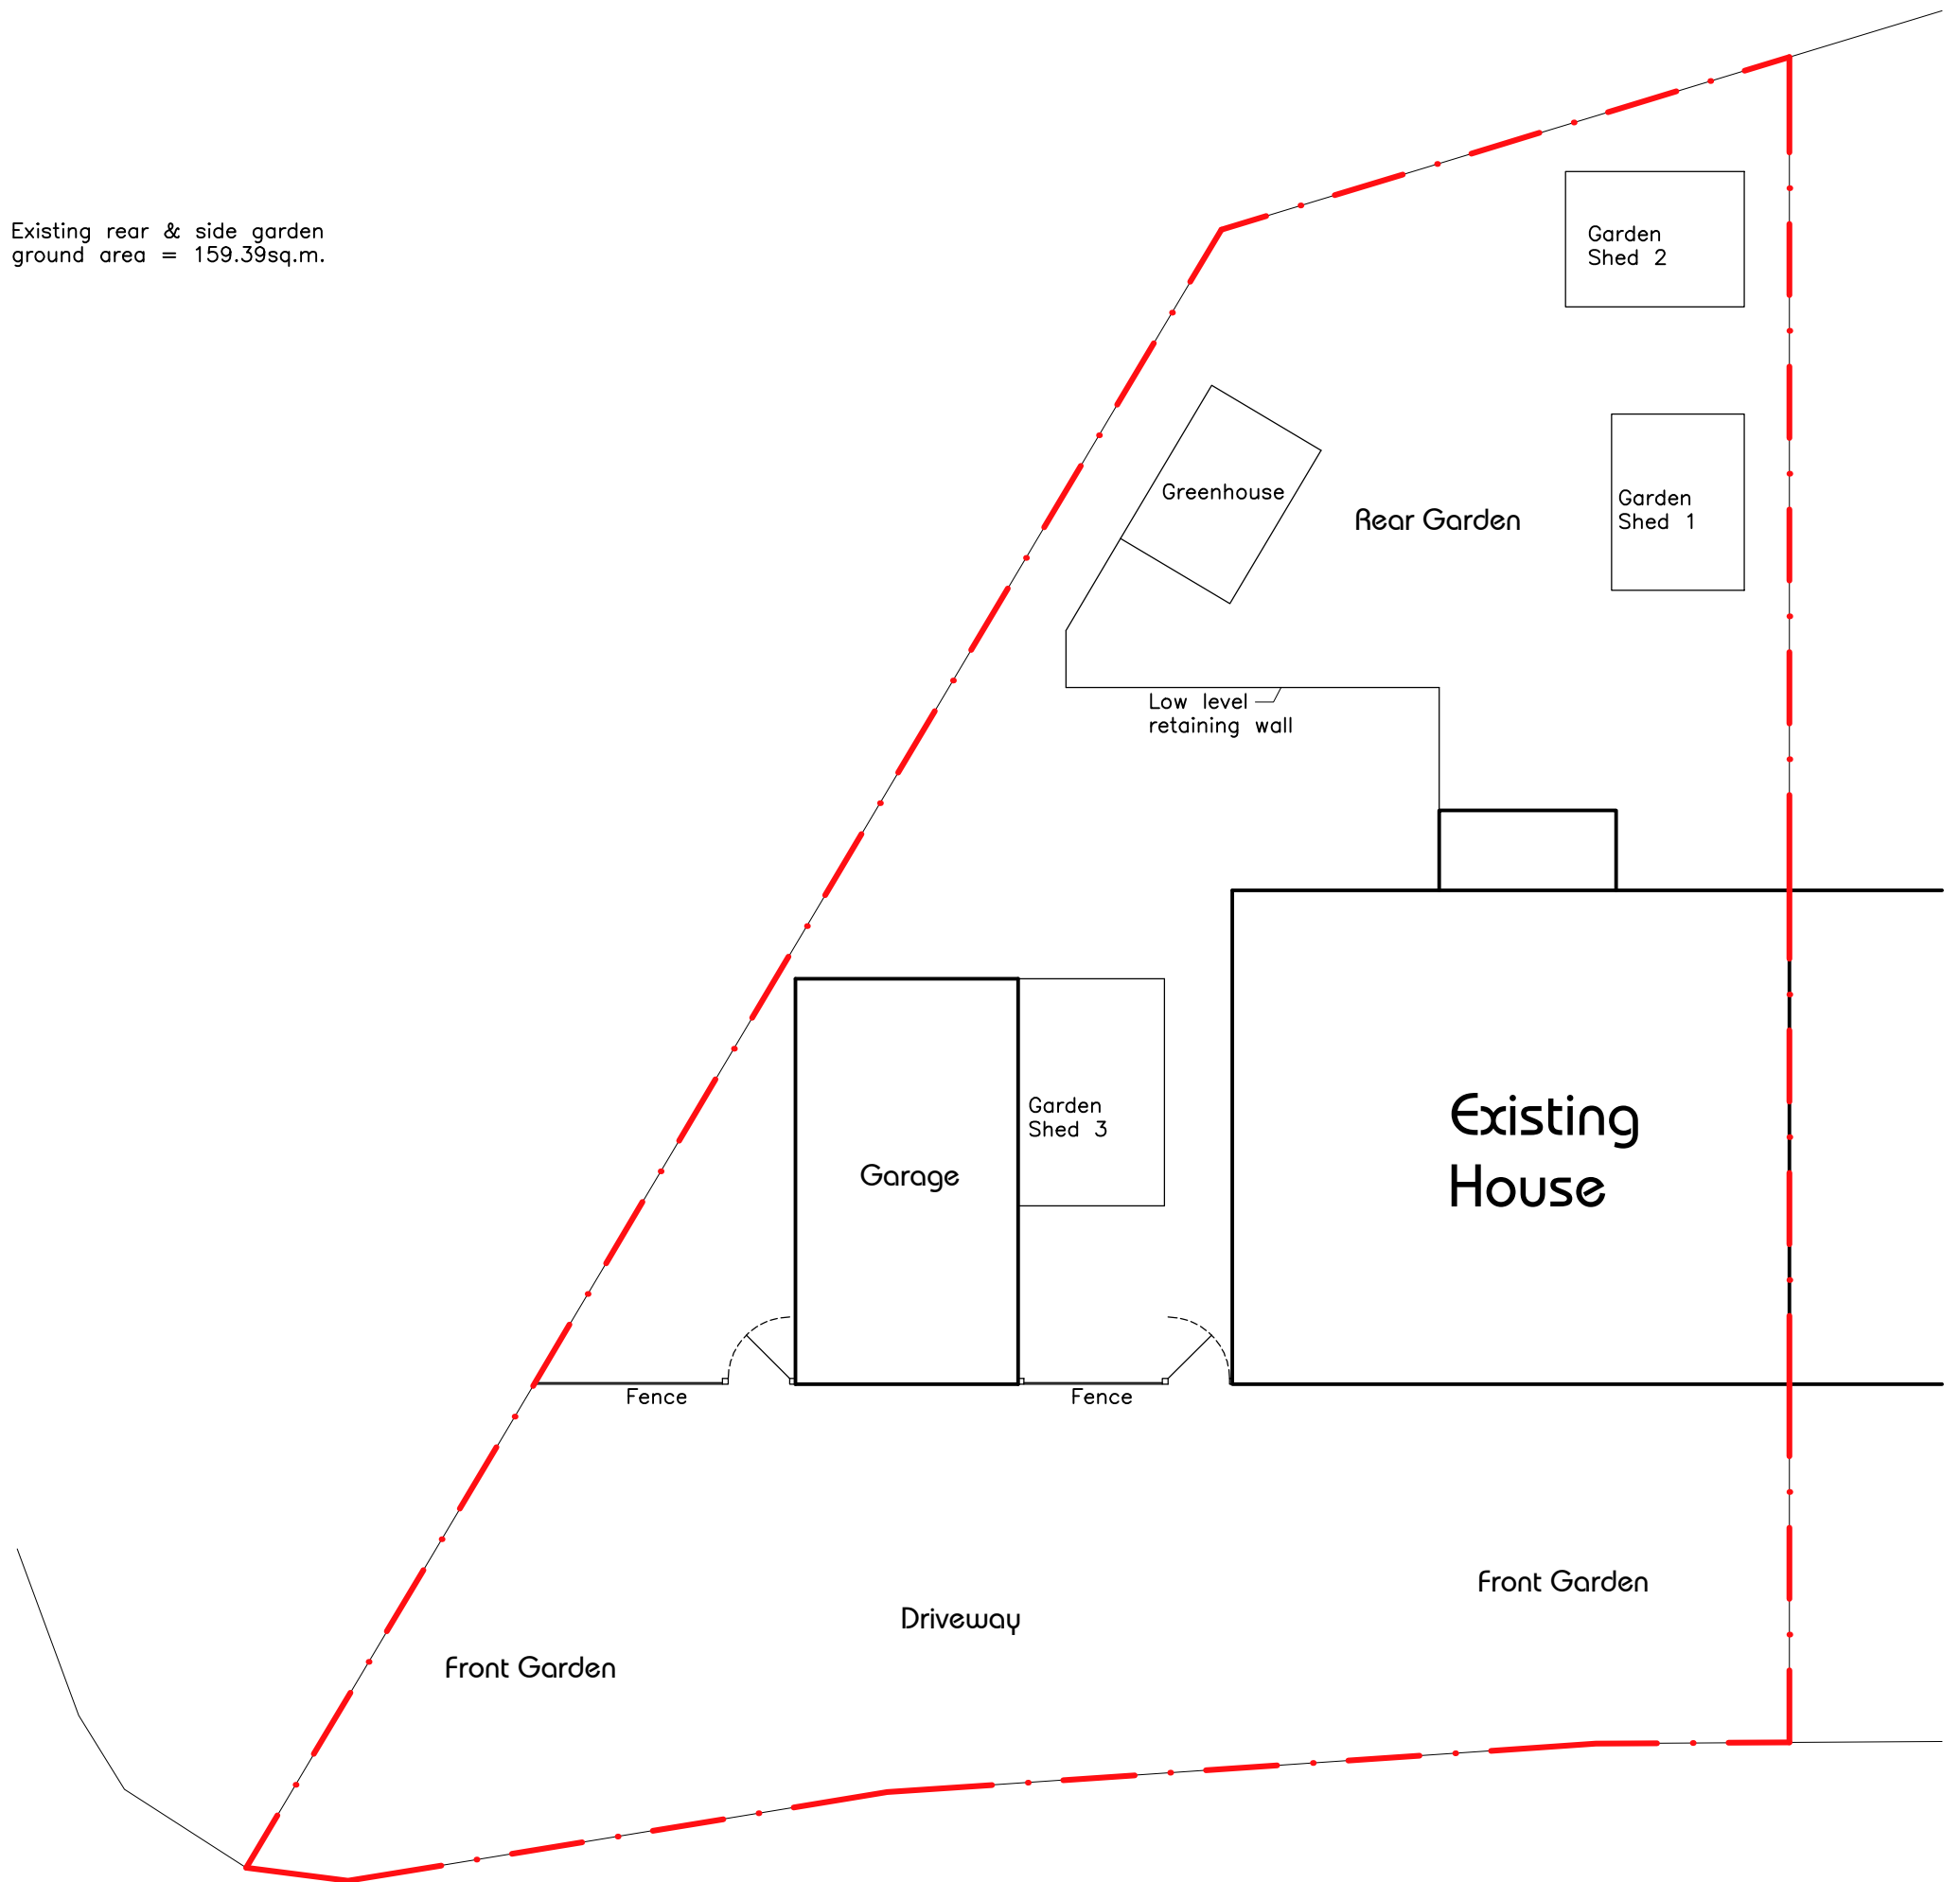 Existing rear & side garden
ground area = 159.39sq.m.
Garden
Shed 2
Greenhouse
Rear Garden
Garden
Shed 1
Low level
retaining wall
Garden
Shed 3
Garage
Existing
House
Fence
Fence
Front Garden
Driveway
Front Garden